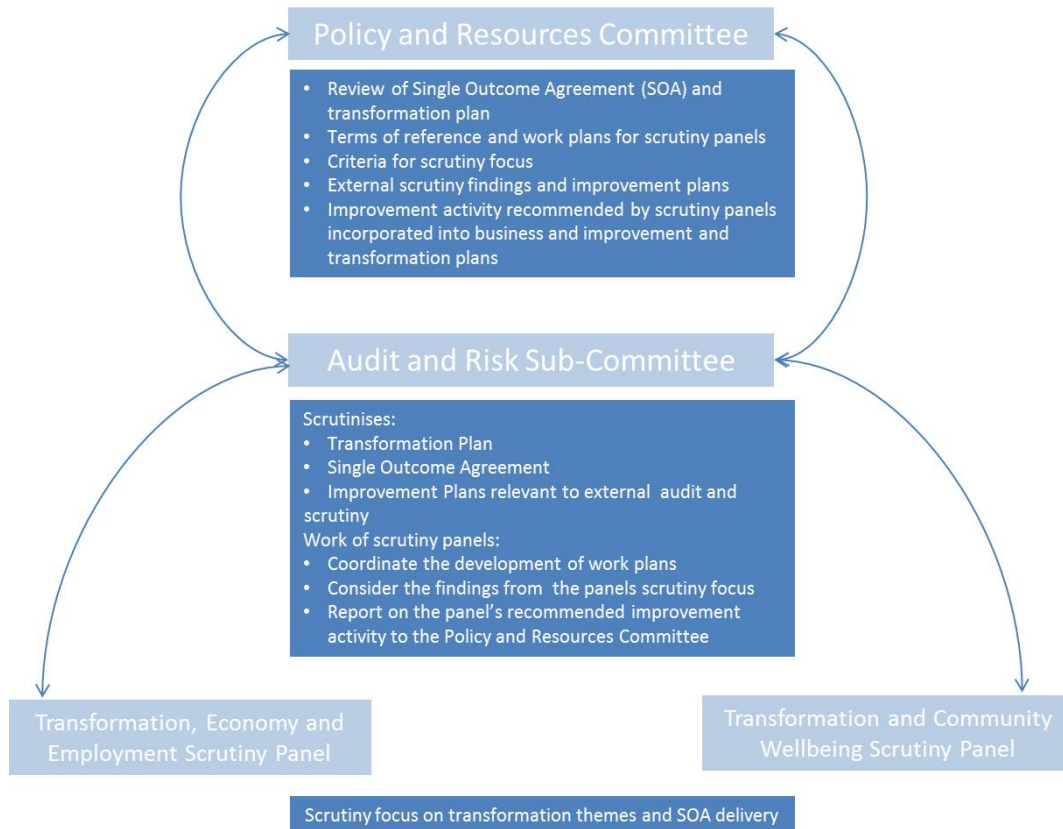 Policy and Resources Committee
• Review of Single Outcome Agreement (SOA) and
transformation plan
• Terms of reference and work plans for scrutiny panels
• Criteria for scrutiny focus
• External scrutiny findings and improvement plans
• Improvement activity recommended by scrutiny panels
incorporated into business and improvement and
transformation plans
Audit and Risk Sub-Committee
Scrutinises:
• Transformation Plan
• Single Outcome Agreement
• Improvement Plans relevant to external audit and
scrutiny
Work of scrutiny panels:
• Coordinate the development of work plans
• Consider the findings from the panels scrutiny focus
• Report on the panel’s recommended improvement
activity to the Policy and Resources Committee
Transformation, Economy and
Employment Scrutiny Panel
Transformation and Community
Wellbeing Scrutiny Panel
Scrutiny focus on transformation themes and SOA delivery